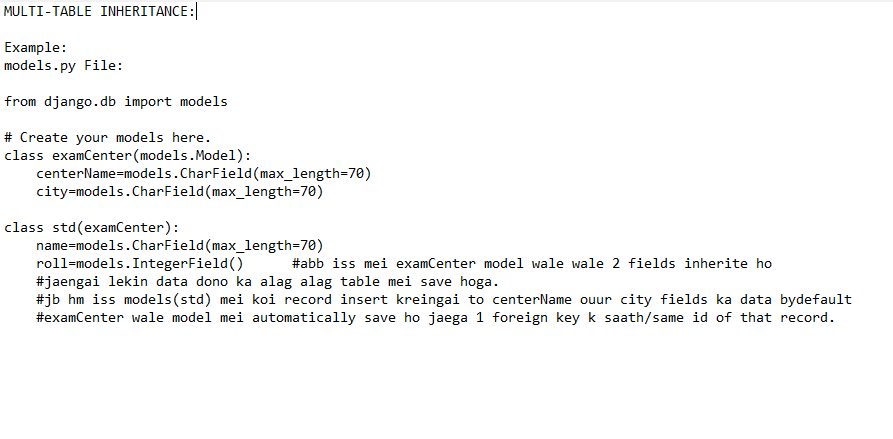 MULTI-TABLE INHERITANCE:
Example:
models.py File:
from django.db import models
# Create your models here.
class examCenter(models.Model):
    centerName=models.CharField(max_length=70)
    city=models.CharField(max_length=70)
class std(examCenter):
    name=models.CharField(max_length=70)
    roll=models.IntegerField()      #abb iss mei examCenter model wale wale 2 fields inherite ho
    #jaengai lekin data dono ka alag alag table mei save hoga.
    #jb hm iss models(std) mei koi record insert kreingai to centerName ouur city fields ka data bydefault
    #examCenter wale model mei automatically save ho jaega 1 foreign key k saath/same id of that record.